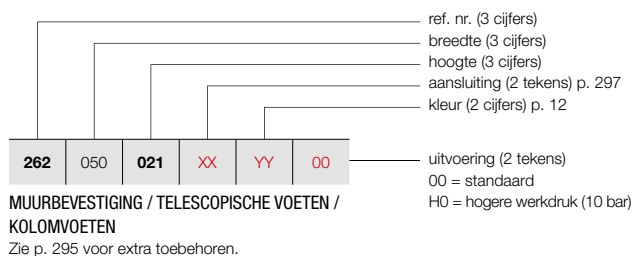 ref. nr. (3 cijfers)
breedte (3 cijfers)
hoogte (3 cijfers)
aansluiting (2 tekens) p. 297
kleur (2 cijfers) p. 12
262 050 021 XX YY 00
uitvoering (2 tekens)
00 = standaard
H0 = hogere werkdruk (10 bar)
MUURBEVESTIGING / TELESCOPISCHE VOETEN /
KOLOMVOETEN
Zie p. 295 voor extra toebehoren.